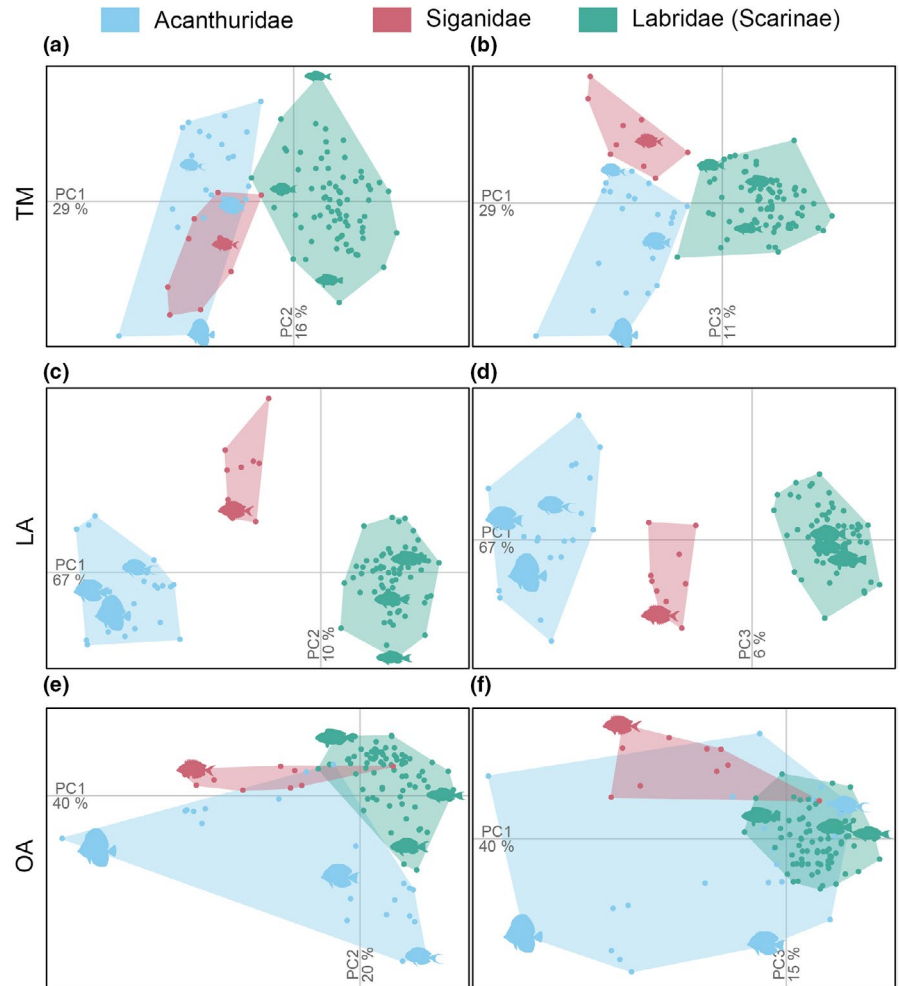 Acanthuridae Siganidae Labridae (Scarinae)
(a) (b)
TM
PC1
29 %
PC2
16 %
PC1
29 %
PC3
11 %
(c) (d)
LA
PC1
67 %
PC2
10 %
PC1
67 %
PC3
6 %
(e) (f)
OA
PC1
40 %
PC2
20 %
PC1
40 %
PC3
15 %